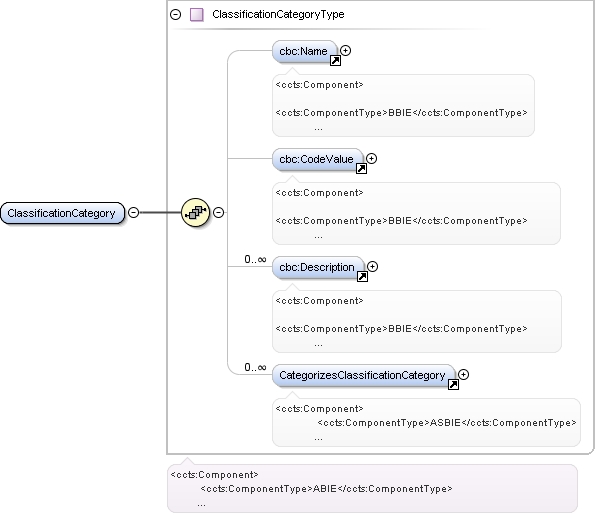 ClassificationCategoryType
cbc:Name
<ccts:Component>
<ccts:ComponentType>BBIE</ccts:ComponentType>
...
cbc:CodeValue
<ccts:Component>
<ccts:ComponentType>BBIE</ccts:ComponentType>
...
ClassificationCategory
0..∞
cbc:Description
<ccts:Component>
<ccts:ComponentType>BBIE</ccts:ComponentType>
...
0..∞
CategorizesClassificationCategory
<ccts:Component>
<ccts:ComponentType>ASBIE</ccts:ComponentType>
...
<ccts:Component>
<ccts:ComponentType>ABIE</ccts:ComponentType>
...